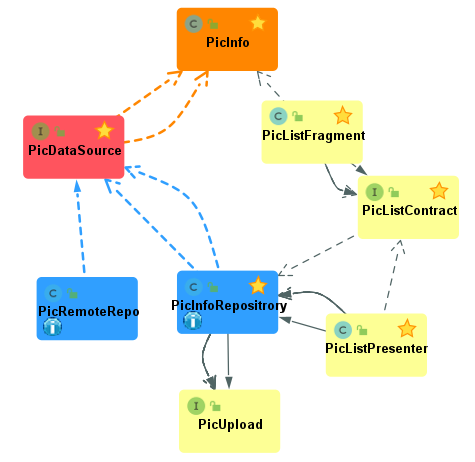 C
PicInfo
I
PicDataSource
C
PicListFragment
I
PicListContract
C
PicRemoteRepo
C
PicInfoRepositrory
C
PicListPresenter
I
PicUpload